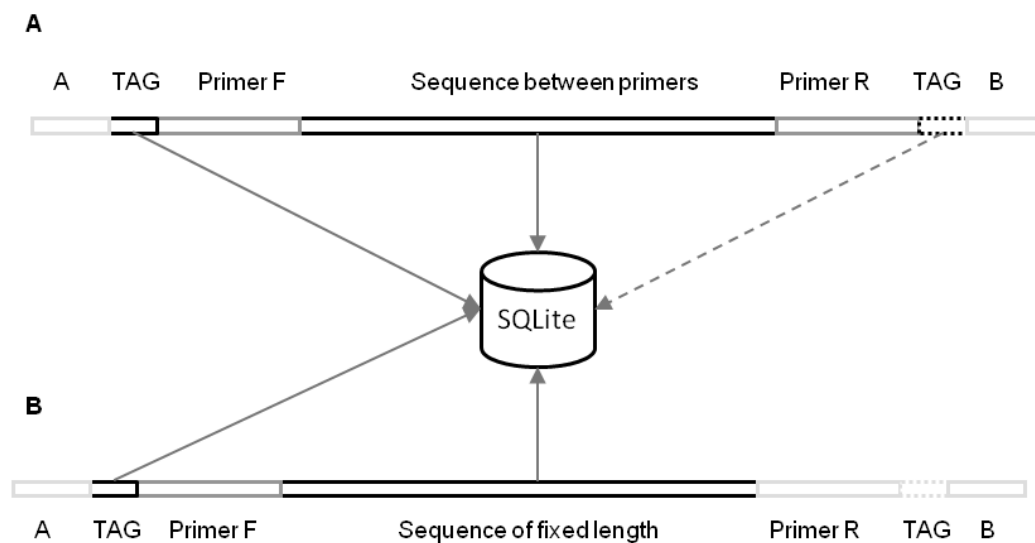 A
A TAG Primer F Sequence between primers Primer R TAG B
SQLite
B
A TAG Primer F Sequence of fixed length Primer R TAG B